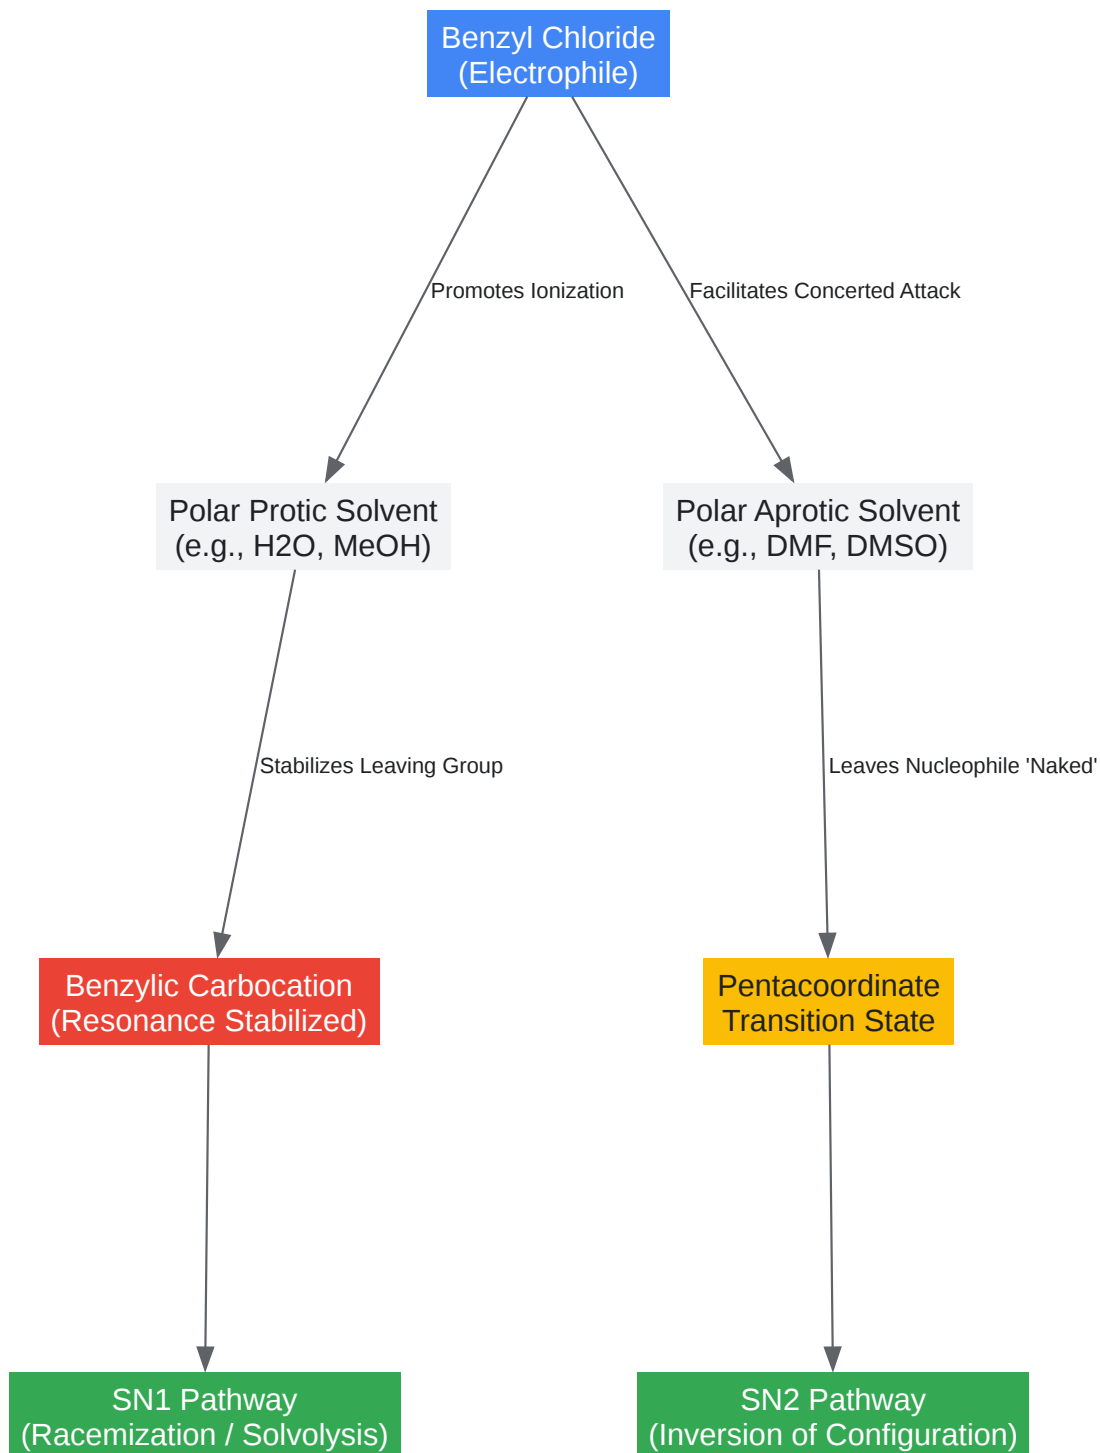 Benzyl Chloride
(Electrophile)
Promotes Ionization
Facilitates Concerted Attack
Polar Protic Solvent
(e.g., H2O, MeOH)
Polar Aprotic Solvent
(e.g., DMF, DMSO)
Stabilizes Leaving Group
Leaves Nucleophile 'Naked'
Benzylic Carbocation
(Resonance Stabilized)
Pentacoordinate
Transition State
SN1 Pathway
(Racemization / Solvolysis)
SN2 Pathway
(Inversion of Configuration)